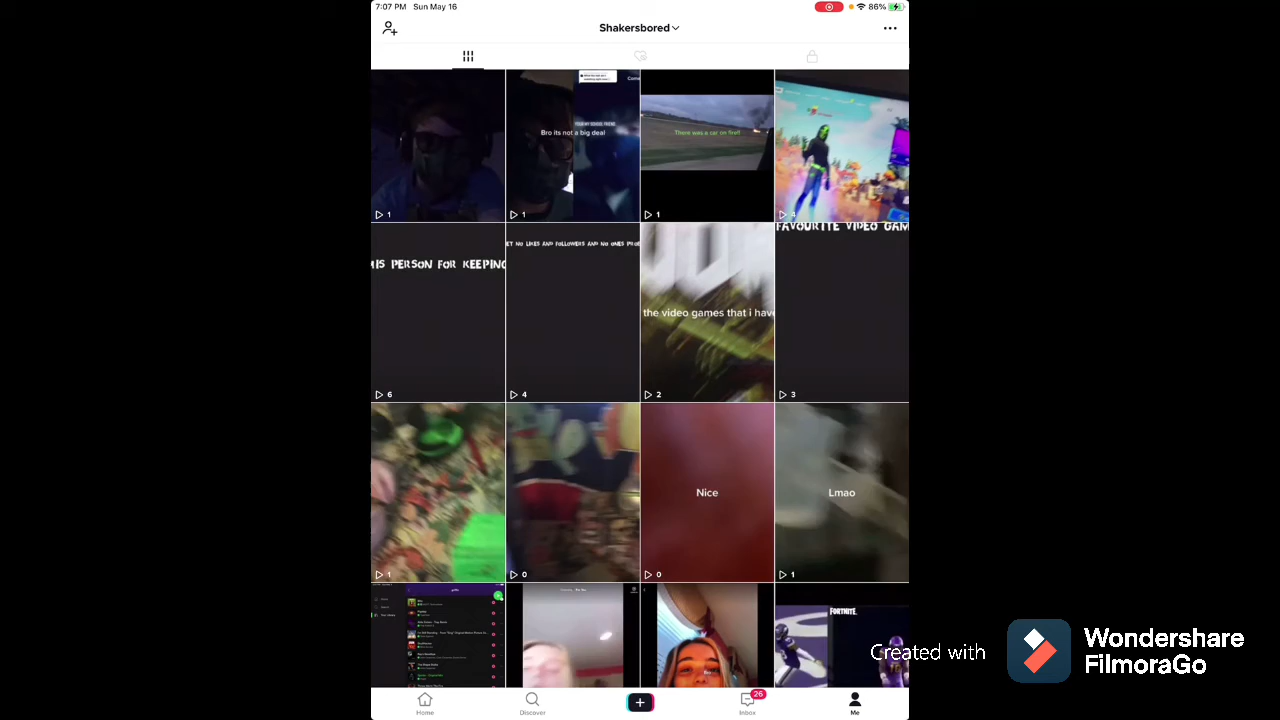 7:07 PM Sun May 16
86%
Shakersbored
Bro its not a big deal
There was a car on fire!!
1
1
1
4
FAVOURITE VIDEO GAM
IS PERSON FOR KEEPING
ET NO LIKES AND FOLLOWERS AND NO ONES PROB
the video games that i have
6
4
2
3
Nice
Lmao
1
0
0
1
FORTNITE
Created with
Wondershare
FilmoraGo
26
Home
Discover
Inbox
Me